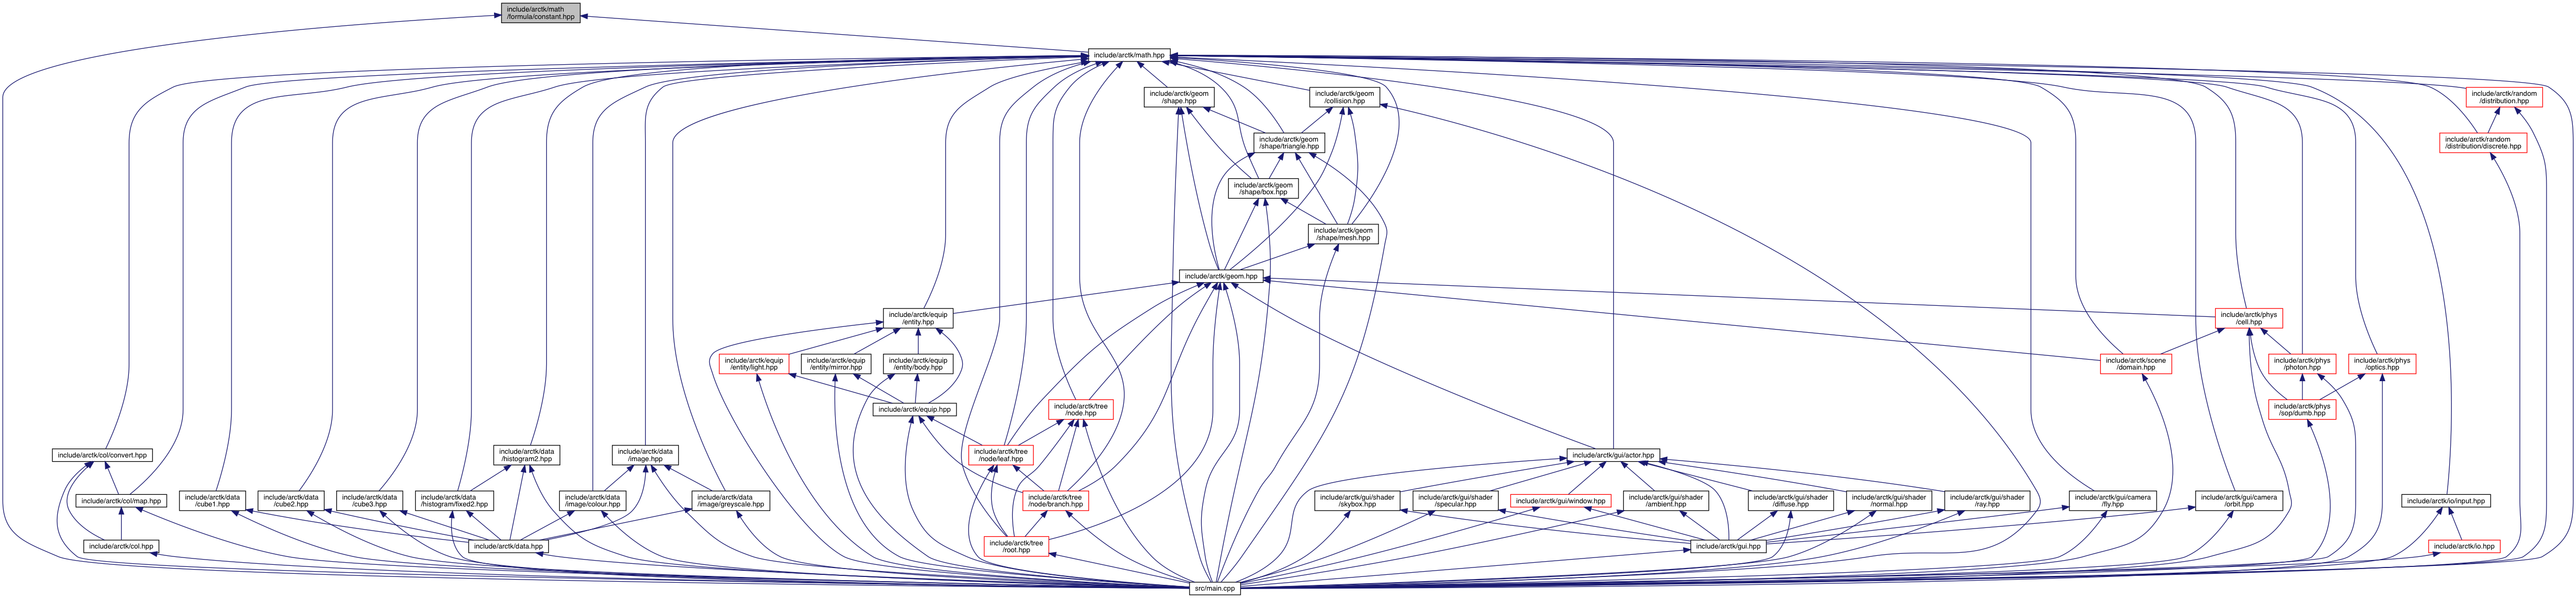 include/arctk/math
/formula/constant.hpp
include/arctk/math.hpp
include/arctk/geom
/shape.hpp
include/arctk/geom
/collision.hpp
include/arctk/random
/distribution.hpp
include/arctk/geom
/shape/triangle.hpp
include/arctk/random
/distribution/discrete.hpp
include/arctk/geom
/shape/box.hpp
include/arctk/geom
/shape/mesh.hpp
include/arctk/geom.hpp
include/arctk/equip
/entity.hpp
include/arctk/phys
/cell.hpp
include/arctk/equip
/entity/light.hpp
include/arctk/equip
/entity/mirror.hpp
include/arctk/equip
/entity/body.hpp
include/arctk/scene
/domain.hpp
include/arctk/phys
/photon.hpp
include/arctk/phys
/optics.hpp
include/arctk/equip.hpp
include/arctk/tree
/node.hpp
include/arctk/phys
/sop/dumb.hpp
include/arctk/col/convert.hpp
include/arctk/data
/histogram2.hpp
include/arctk/data
/image.hpp
include/arctk/tree
/node/leaf.hpp
include/arctk/gui/actor.hpp
include/arctk/col/map.hpp
include/arctk/data
/cube1.hpp
include/arctk/data
/cube2.hpp
include/arctk/data
/cube3.hpp
include/arctk/data
/histogram/fixed2.hpp
include/arctk/data
/image/colour.hpp
include/arctk/data
/image/greyscale.hpp
include/arctk/tree
/node/branch.hpp
include/arctk/gui/shader
/skybox.hpp
include/arctk/gui/shader
/specular.hpp
include/arctk/gui/window.hpp
include/arctk/gui/shader
/ambient.hpp
include/arctk/gui/shader
/diffuse.hpp
include/arctk/gui/shader
/normal.hpp
include/arctk/gui/shader
/ray.hpp
include/arctk/gui/camera
/fly.hpp
include/arctk/gui/camera
/orbit.hpp
include/arctk/io/input.hpp
include/arctk/col.hpp
include/arctk/data.hpp
include/arctk/tree
/root.hpp
include/arctk/gui.hpp
include/arctk/io.hpp
src/main.cpp